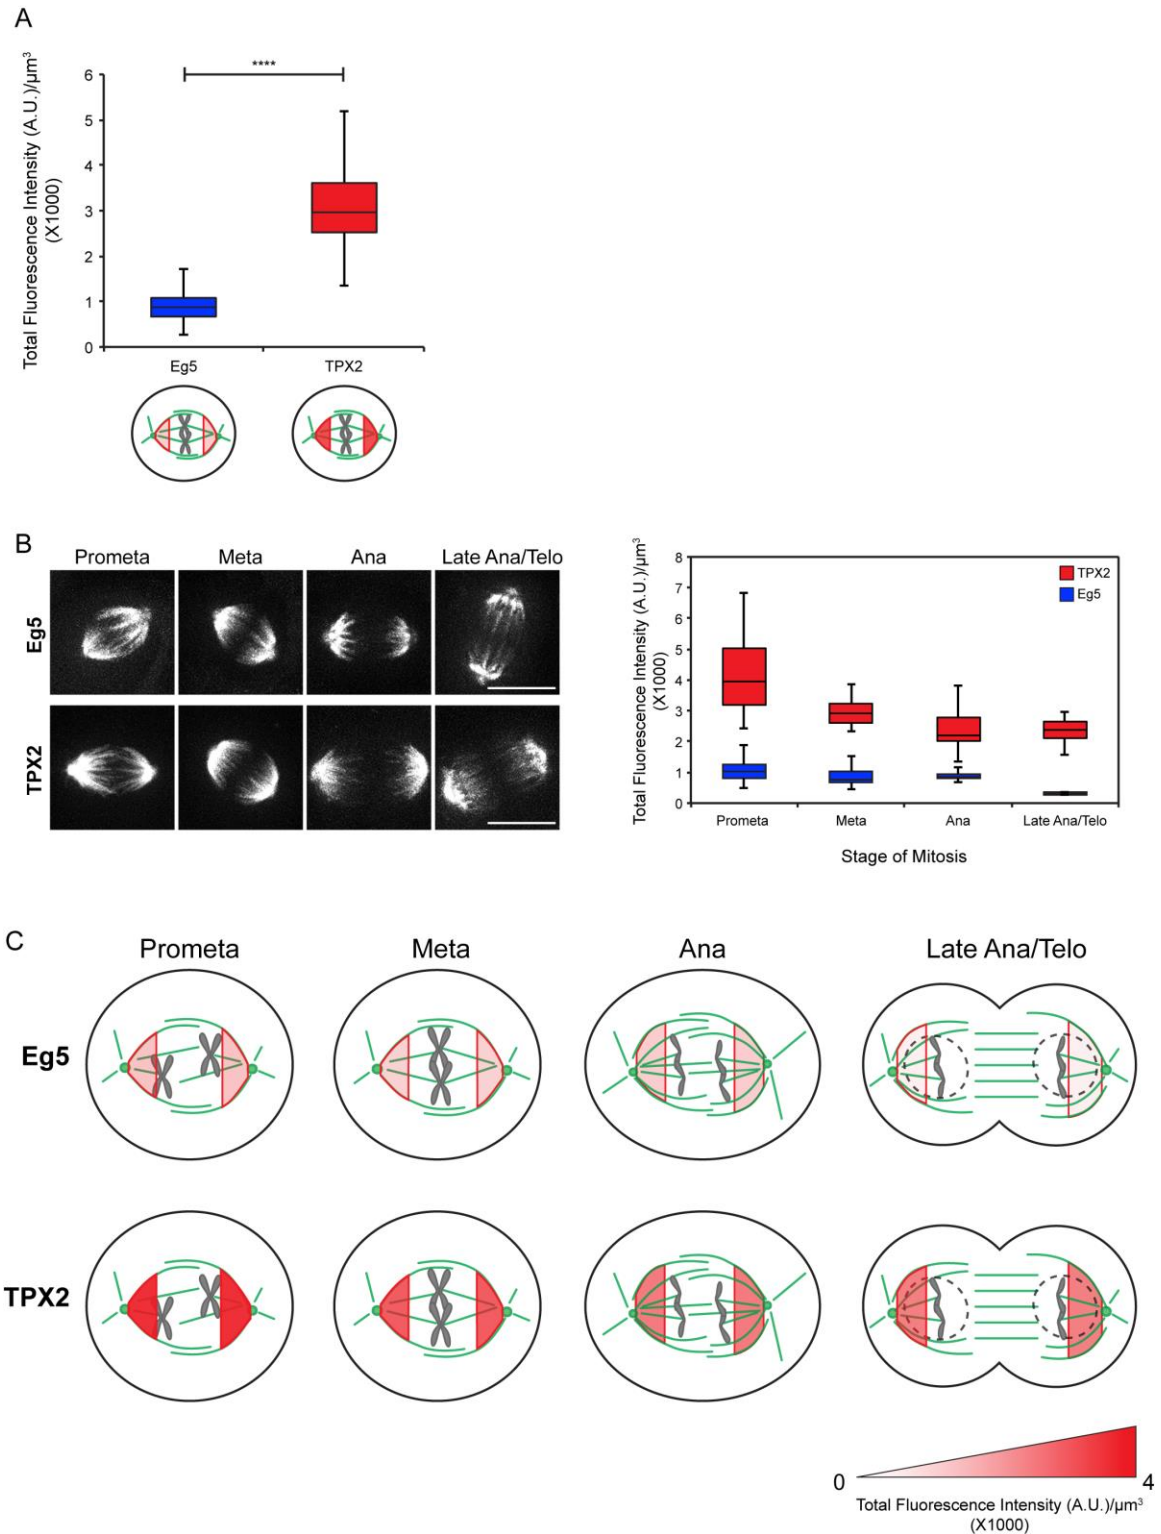 A
Total Fluorescence Intensity (A.U.)/µm³
(X1000)
6
5
4
3
2
1
0
****
Eg5
TPX2
B
Prometa
Meta
Ana
Late Ana/Telo
Eg5
TPX2
Total Fluorescence Intensity (A.U.)/µm³
(X1000)
8
7
6
5
4
3
2
1
0
TPX2
Eg5
Prometa
Meta
Ana
Late Ana/Telo
Stage of Mitosis
C
Prometa
Meta
Ana
Late Ana/Telo
Eg5
TPX2
0
4
Total Fluorescence Intensity (A.U.)/µm³
(X1000)